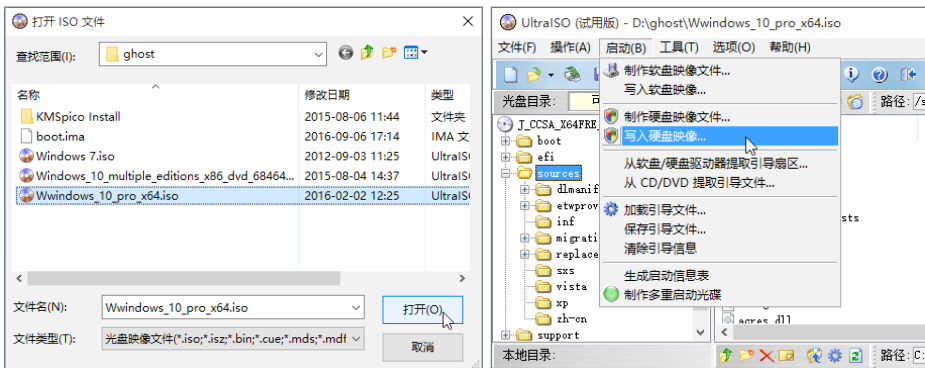 打开 ISO 文件
查找范围(I):
ghost
名称
修改日期
类型
KMSpico Install
2015-08-06 11:44
文件夹
boot.ima
2016-09-06 17:14
IMA 文
Windows 7.iso
2012-09-03 11:25
UltraIS
Windows_10_multiple_editions_x86_dvd_68464...
2015-08-04 14:37
UltraIS
Wwindows_10_pro_x64.iso
2016-02-02 12:25
UltraIS
文件名(N):
Wwindows_10_pro_x64.iso
打开(O)
文件类型(T):
光盘映像文件(*.iso;*.isz;*.bin;*.cue;*.mds;*.mdf
取消
UltraISO (试用版) - D:\ghost\Wwindows_10_pro_x64.iso
文件(F) 操作(A) 启动(B) 工具(T) 选项(O) 帮助(H)
光盘目录:
可
路径: /s
制作软盘映像文件...
写入软盘映像...
制作硬盘映像文件...
写入硬盘映像...
从软盘/硬盘驱动器提取引导扇区...
从 CD/DVD 提取引导文件...
加载引导文件...
保存引导文件...
清除引导信息
生成启动信息表
制作多重启动光碟
J_CCSA_X64FRE_
boot
efi
sources
dlmanif
etwprov
inf
migrati
replace
sxs
vista
xp
zh-cn
support
sts
acres.dll
本地目录:
路径: C: